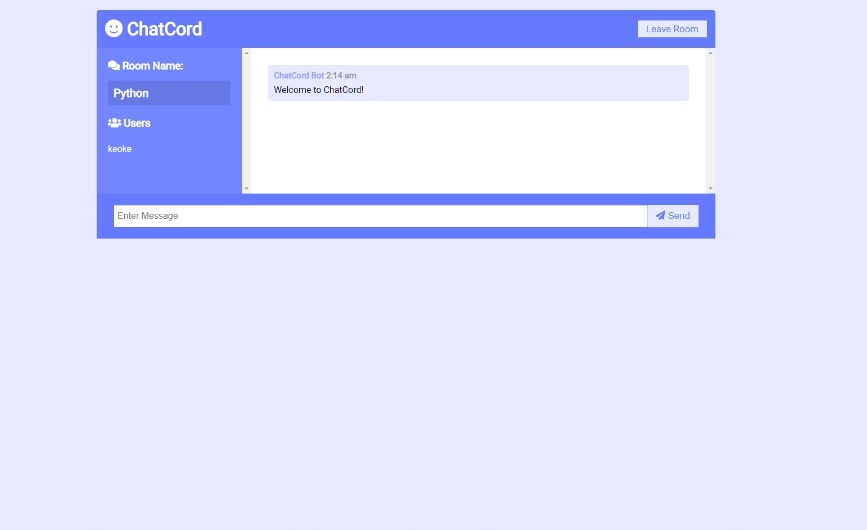 ChatCord
Leave Room
Room Name:
Python
Users
keoke
ChatCord Bot 2:14 am
Welcome to ChatCord!
Enter Message
Send